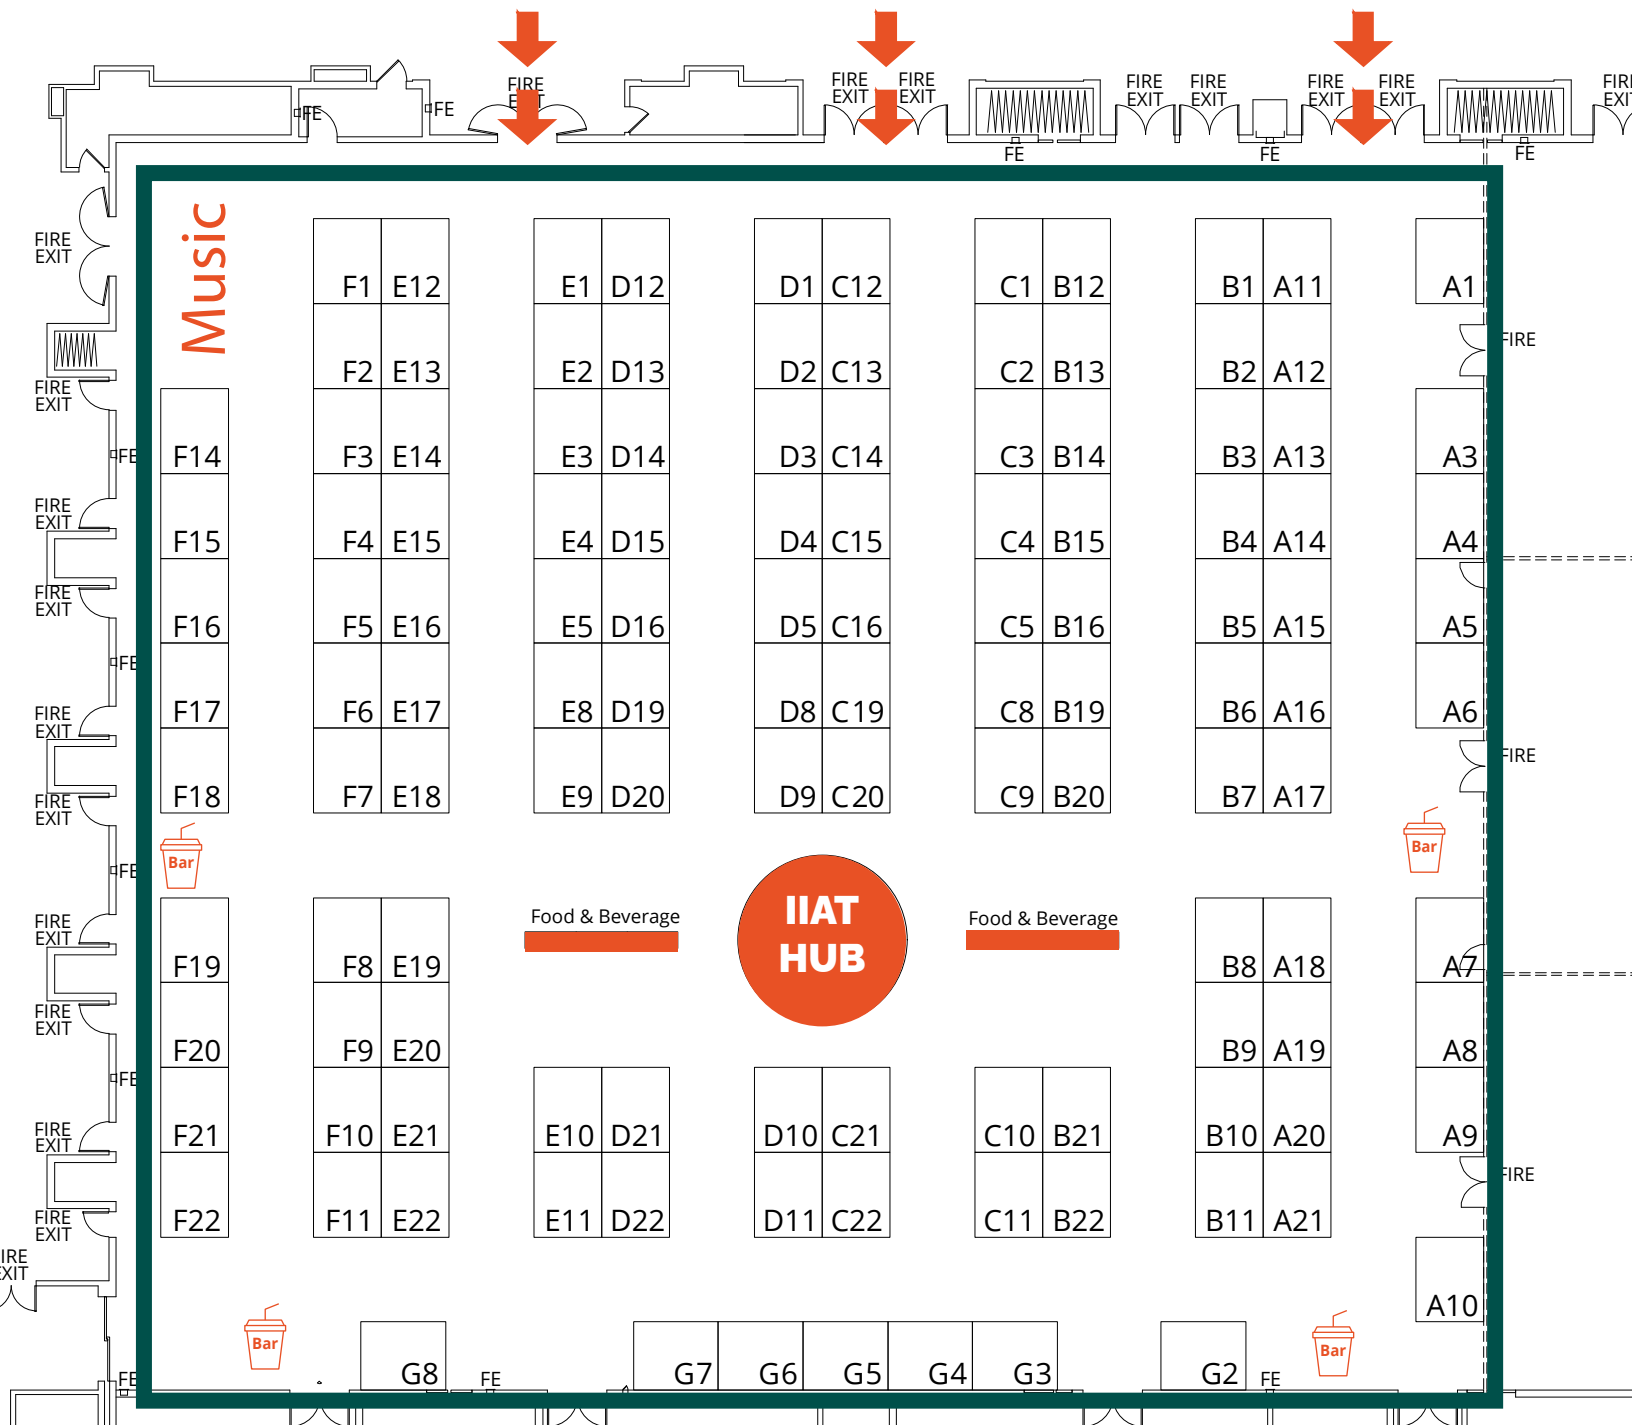 FIRE
EXIT
FIRE
EXIT
FIRE
EXIT
FIRE
EXIT
FIRE
EXIT
FIRE
EXIT
FIRE
EXIT
FE
FE
FE
FE
FE
Music
FIRE
EXIT
F1 E12 E1 D12 D1 C12 C1 B12 B1 A11 A1
FIRE
F2 E13 E2 D13 D2 C13 C2 B13 B2 A12
FIRE
EXIT
FE
F14 F3 E14 E3 D14 D3 C14 C3 B14 B3 A13 A3
FIRE
EXIT
F15 F4 E15 E4 D15 D4 C15 C4 B15 B4 A14 A4
FIRE
EXIT
F16 F5 E16 E5 D16 D5 C16 C5 B16 B5 A15 A5
FE
F17 F6 E17 E8 D19 D8 C19 C8 B19 B6 A16 A6
FIRE
EXIT
FIRE
F18 F7 E18 E9 D20 D9 C20 C9 B20 B7 A17
FIRE
EXIT
Bar
Bar
FE
IIAT
HUB
Food & Beverage
Food & Beverage
FIRE
EXIT
F19 F8 E19 B8 A18 A7
FIRE
EXIT
F20 F9 E20 B9 A19 A8
FE
FIRE
EXIT
F21 F10 E21 E10 D21 D10 C21 C10 B21 B10 A20 A9
FIRE
FIRE
EXIT
F22 F11 E22 E11 D22 D11 C22 C11 B22 B11 A21
EXIT
A10
Bar
Bar
FE
G8
FE
G7 G6 G5 G4 G3
G2
FE